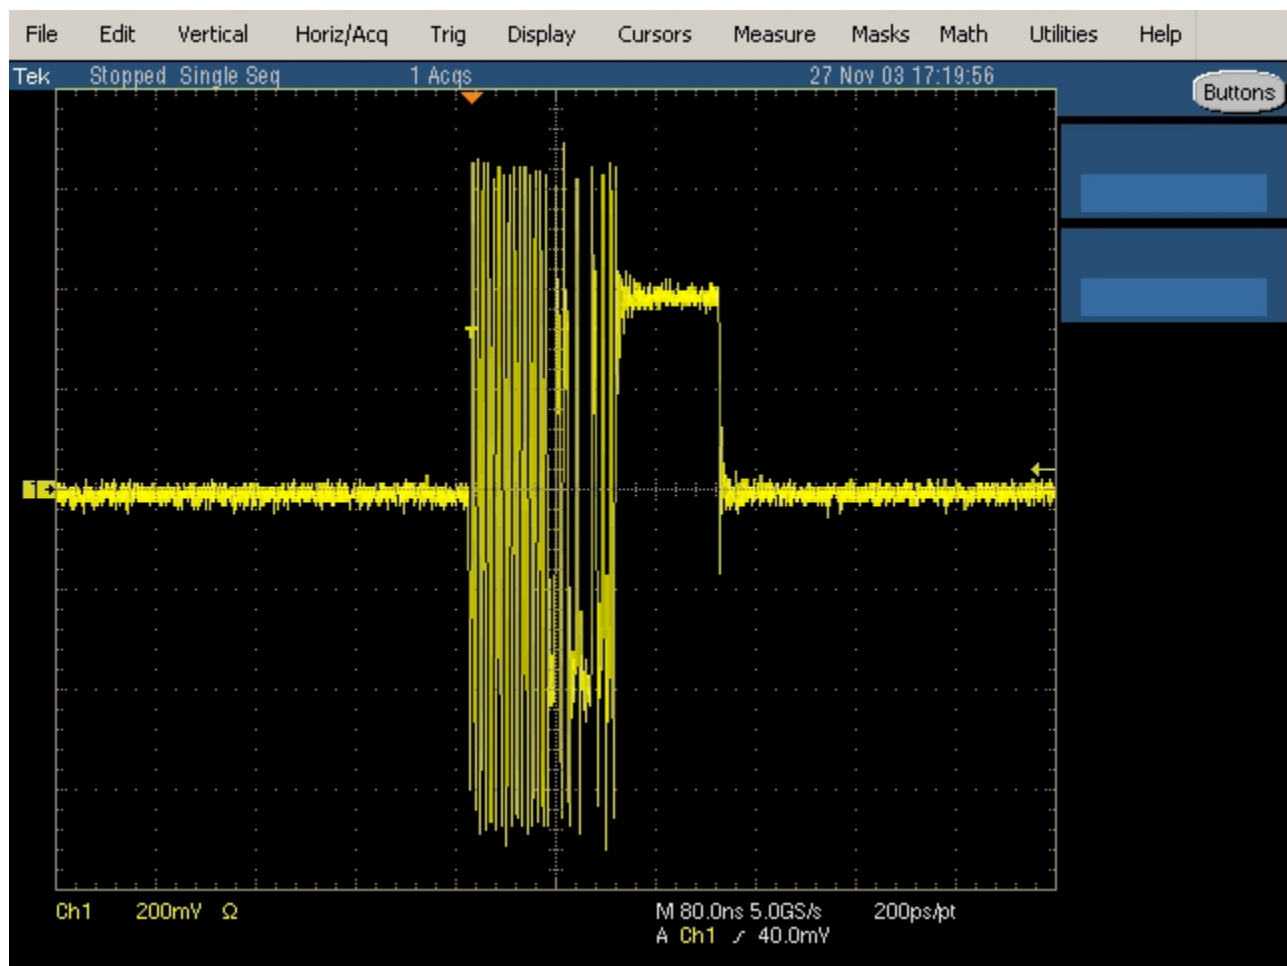 File Edit Vertical Horiz/Acq Trig Display Cursors Measure Masks Math Utilities Help
Tek Stopped Single Seq 1 Acqs 27 Nov 03 17:19:56 Buttons
T
1
Ch1 200mV Ω M 80.0ns 5.0GS/s 200ps/pt
A Ch1 40.0mV